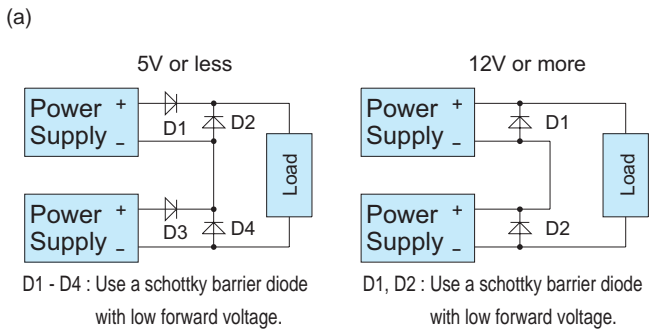 (a)
5V or less
Power +
Supply –
D1
D2
Load
Power +
Supply –
D3
D4
D1 - D4 : Use a schottky barrier diode
with low forward voltage.
12V or more
Power +
Supply –
D1
Load
Power +
Supply –
D2
D1, D2 : Use a schottky barrier diode
with low forward voltage.